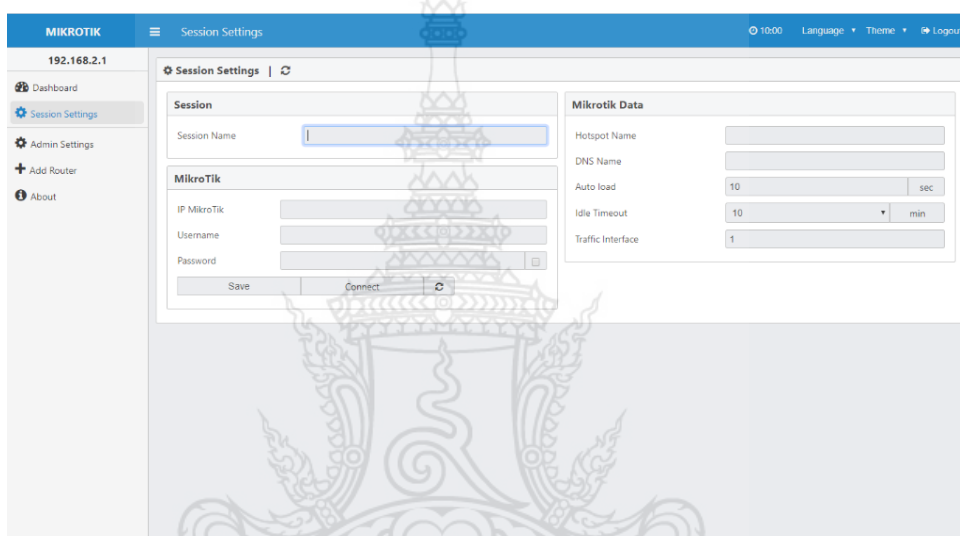 MIKROTIK
Session Settings
10:00
Language
Theme
Logout
192.168.2.1
Dashboard
Session Settings
Admin Settings
Add Router
About
Session Settings |
Session
Session Name
MikroTik
IP MikroTik
Username
Password
Save
Connect
Mikrotik Data
Hotspot Name
DNS Name
Auto load
10
sec
Idle Timeout
10
min
Traffic Interface
1